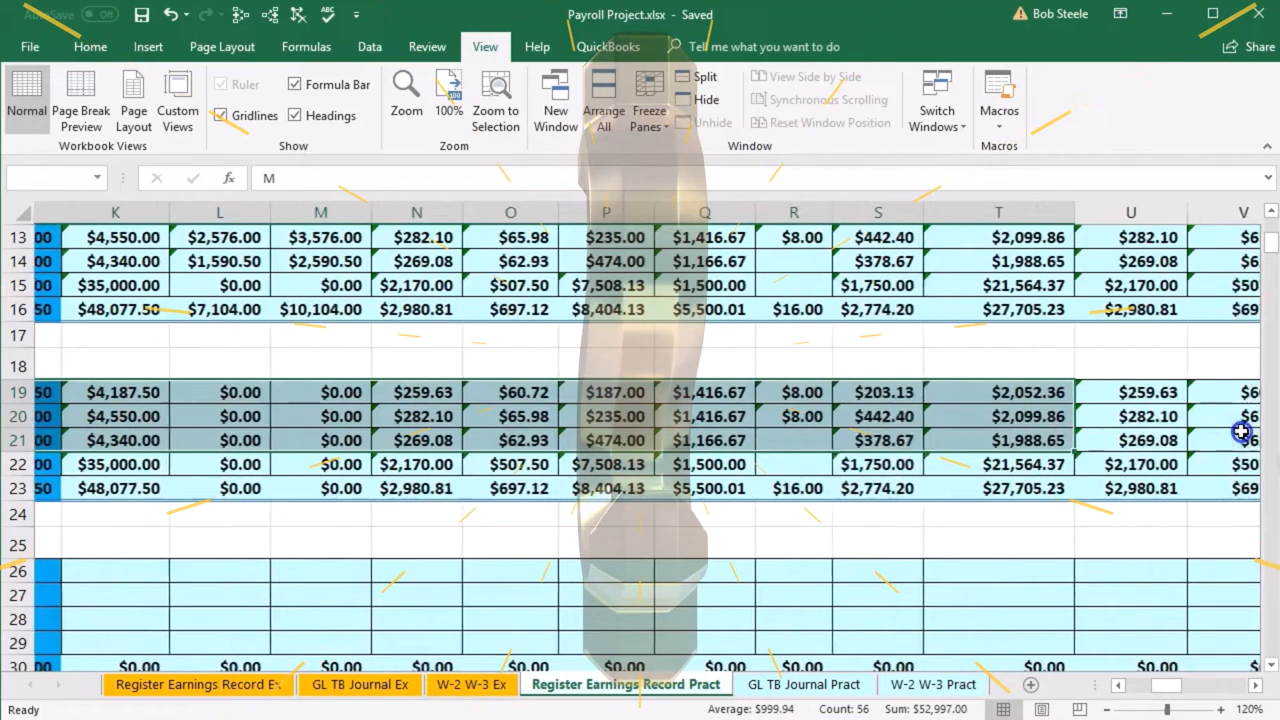 AutoSave Off Payroll Project.xlsx - Saved Bob Steele
File Home Insert Page Layout Formulas Data Review View Help QuickBooks Tell me what you want to do Share
Normal Page Break Preview Page Layout Custom Views
Ruler Formula Bar
Gridlines Headings
Zoom 100% Zoom to Selection
New Window Arrange All Freeze Panes
Split
Hide
Unhide
View Side by Side
Synchronous Scrolling
Reset Window Position
Switch Windows Macros
Workbook Views Show Zoom Window Macros
fx M
K L M N O P Q R S T U V
13 00 $4,550.00 $2,576.00 $3,576.00 $282.10 $65.98 $235.00 $1,416.67 $8.00 $442.40 $2,099.86 $282.10 $6
14 00 $4,340.00 $1,590.50 $2,590.50 $269.08 $62.93 $474.00 $1,166.67 $378.67 $1,988.65 $269.08 $6
15 00 $35,000.00 $0.00 $0.00 $2,170.00 $507.50 $7,508.13 $1,500.00 $1,750.00 $21,564.37 $2,170.00 $50
16 50 $48,077.50 $7,104.00 $10,104.00 $2,980.81 $697.12 $8,404.13 $5,500.01 $16.00 $2,774.20 $27,705.23 $2,980.81 $69
17
18
19 50 $4,187.50 $0.00 $0.00 $259.63 $60.72 $187.00 $1,416.67 $8.00 $203.13 $2,052.36 $259.63 $6
20 00 $4,550.00 $0.00 $0.00 $282.10 $65.98 $235.00 $1,416.67 $8.00 $442.40 $2,099.86 $282.10 $6
21 00 $4,340.00 $0.00 $0.00 $269.08 $62.93 $474.00 $1,166.67 $378.67 $1,988.65 $269.08 $6
22 00 $35,000.00 $0.00 $0.00 $2,170.00 $507.50 $7,508.13 $1,500.00 $1,750.00 $21,564.37 $2,170.00 $50
23 50 $48,077.50 $0.00 $0.00 $2,980.81 $697.12 $8,404.13 $5,500.01 $16.00 $2,774.20 $27,705.23 $2,980.81 $69
24
25
26
27
28
29
30 00 $0.00 $0.00 $0.00 $0.00 $0.00 $0.00 $0.00 $0.00 $0.00 $0.00 $0.00 $0
Register Earnings Record Ex GL TB Journal Ex W-2 W-3 Ex Register Earnings Record Pract GL TB Journal Pract W-2 W-3 Pract
Ready Average: $999.94 Count: 56 Sum: $52,997.00 120%